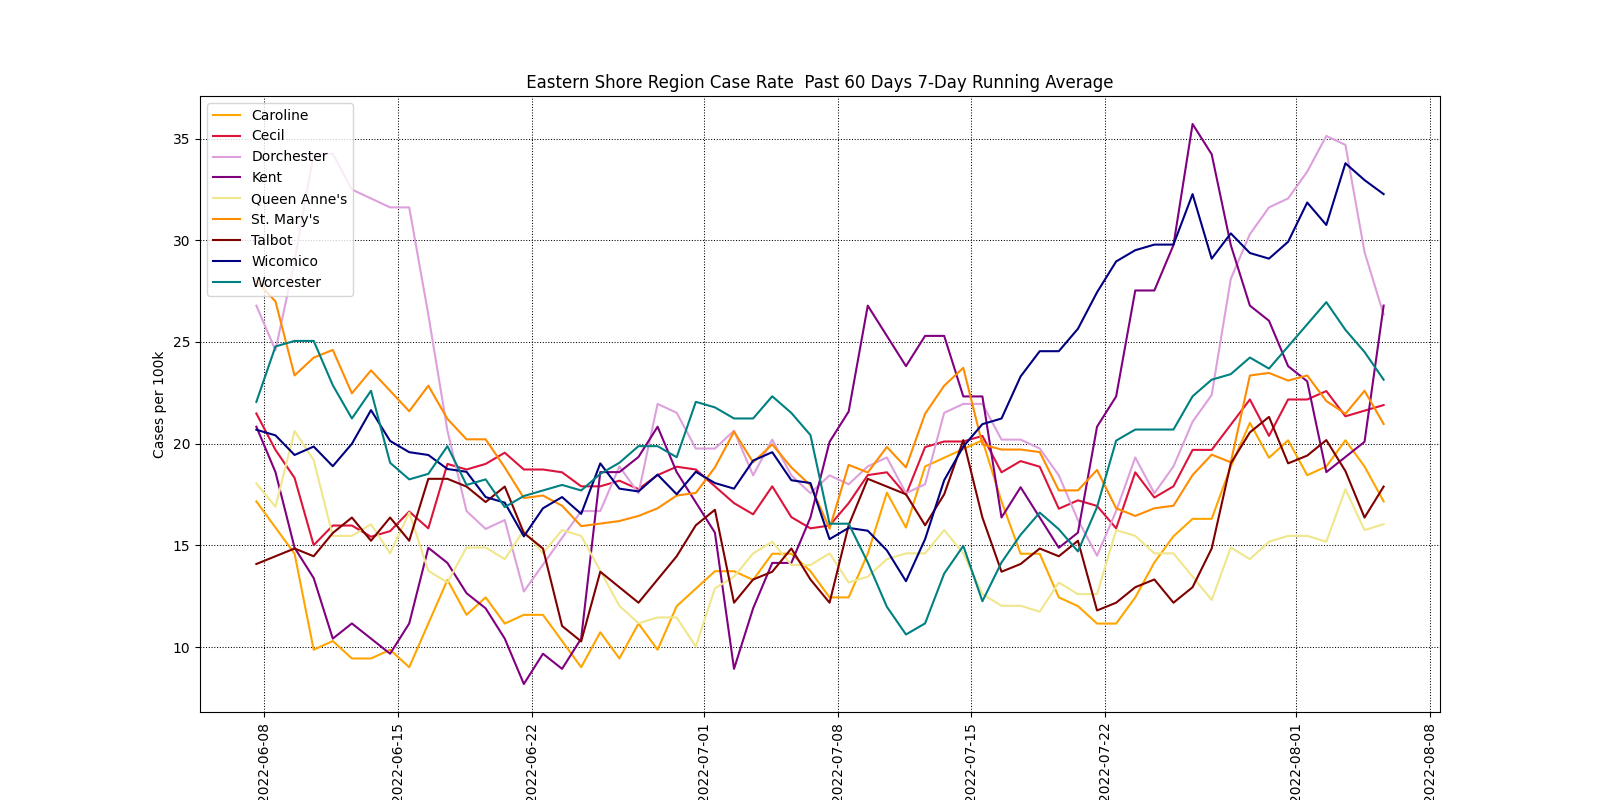 Eastern Shore Region Case Rate  Past 60 Days 7-Day Running Average
Caroline
Cecil
Dorchester
Kent
Queen Anne's
St. Mary's
Talbot
Wicomico
Worcester
Cases per 100k
35
30
25
20
15
10
2022-06-08
2022-06-15
2022-06-22
2022-07-01
2022-07-08
2022-07-15
2022-07-22
2022-08-01
2022-08-08